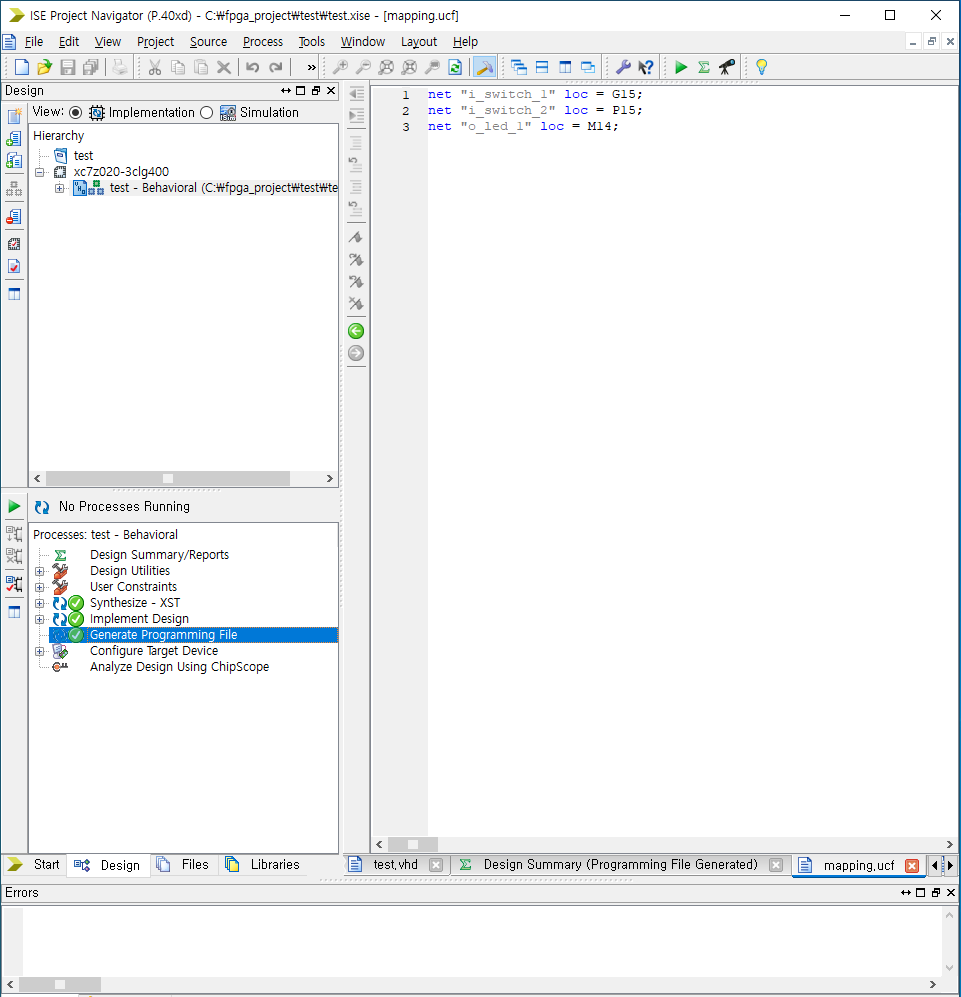 ISE Project Navigator (P.40xd) - C:₩fpga_project₩test₩test.xise - [mapping.ucf]
File Edit View Project Source Process Tools Window Layout Help
»
Design
View: Implementation Simulation
Hierarchy
test
xc7z020-3clg400
test - Behavioral (C:₩fpga_project₩test₩te
No Processes Running
Processes: test - Behavioral
Design Summary/Reports
Design Utilities
User Constraints
Synthesize - XST
Implement Design
Generate Programming File
Configure Target Device
Analyze Design Using ChipScope
Start Design Files Libraries
1 net "i_switch_1" loc = G15;
2 net "i_switch_2" loc = P15;
3 net "o_led_1" loc = M14;
test.vhd Design Summary (Programming File Generated) mapping.ucf
Errors